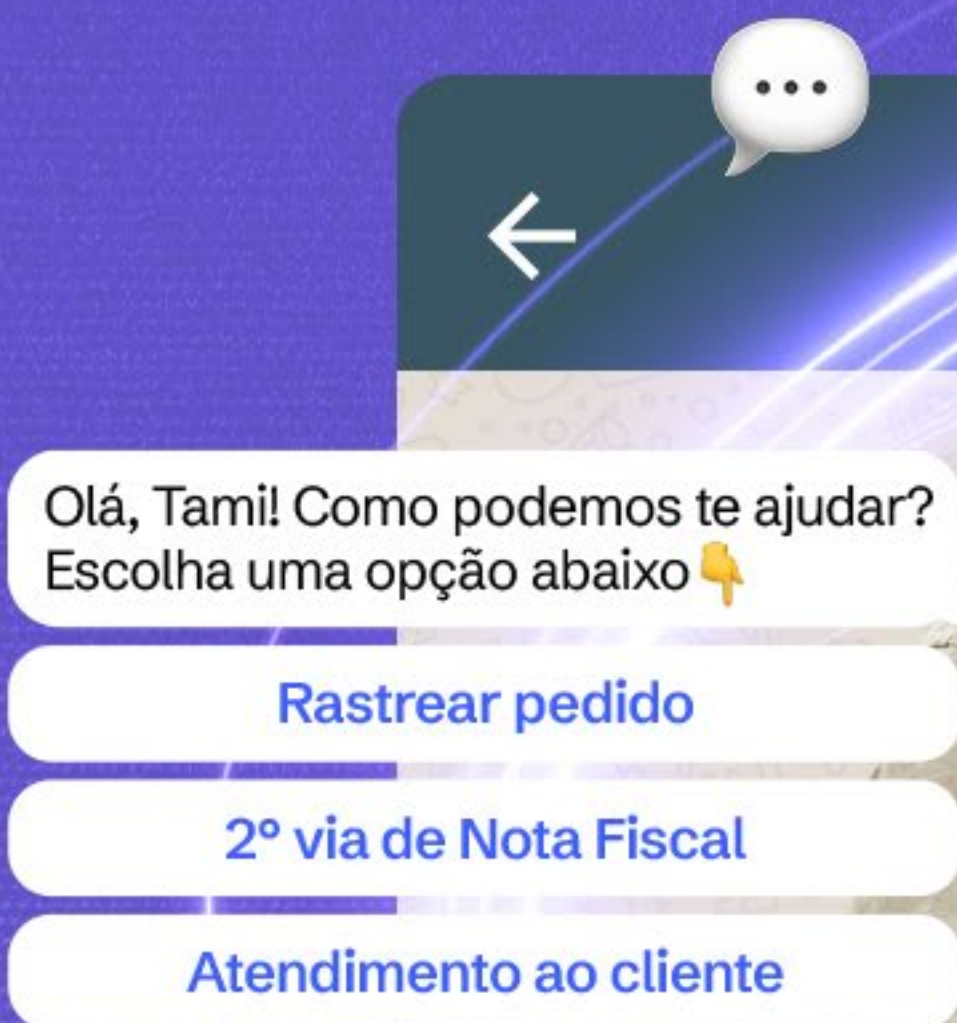 Olá, Tami! Como podemos te ajudar?
Escolha uma opção abaixo👇
Rastrear pedido
2º via de Nota Fiscal
Atendimento ao cliente